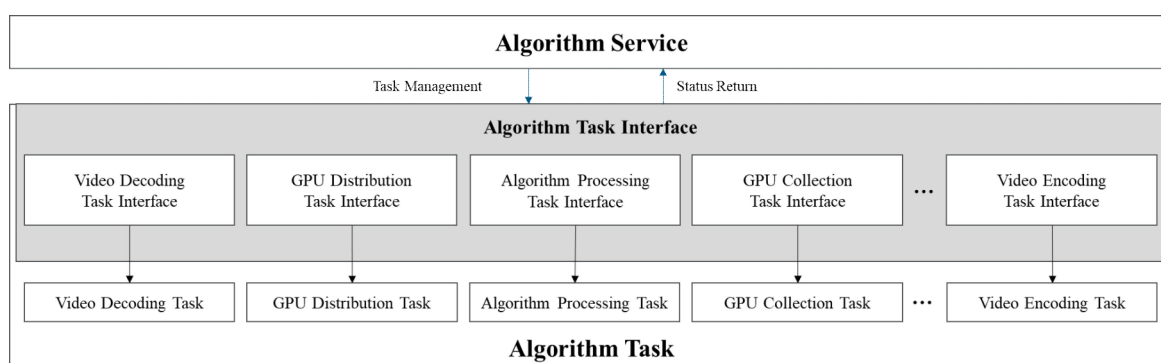 Algorithm Service
Task Management
Status Return
Algorithm Task Interface
Video Decoding
Task Interface
GPU Distribution
Task Interface
Algorithm Processing
Task Interface
GPU Collection
Task Interface
...
Video Encoding
Task Interface
Video Decoding Task
GPU Distribution Task
Algorithm Processing Task
GPU Collection Task
...
Video Encoding Task
Algorithm Task